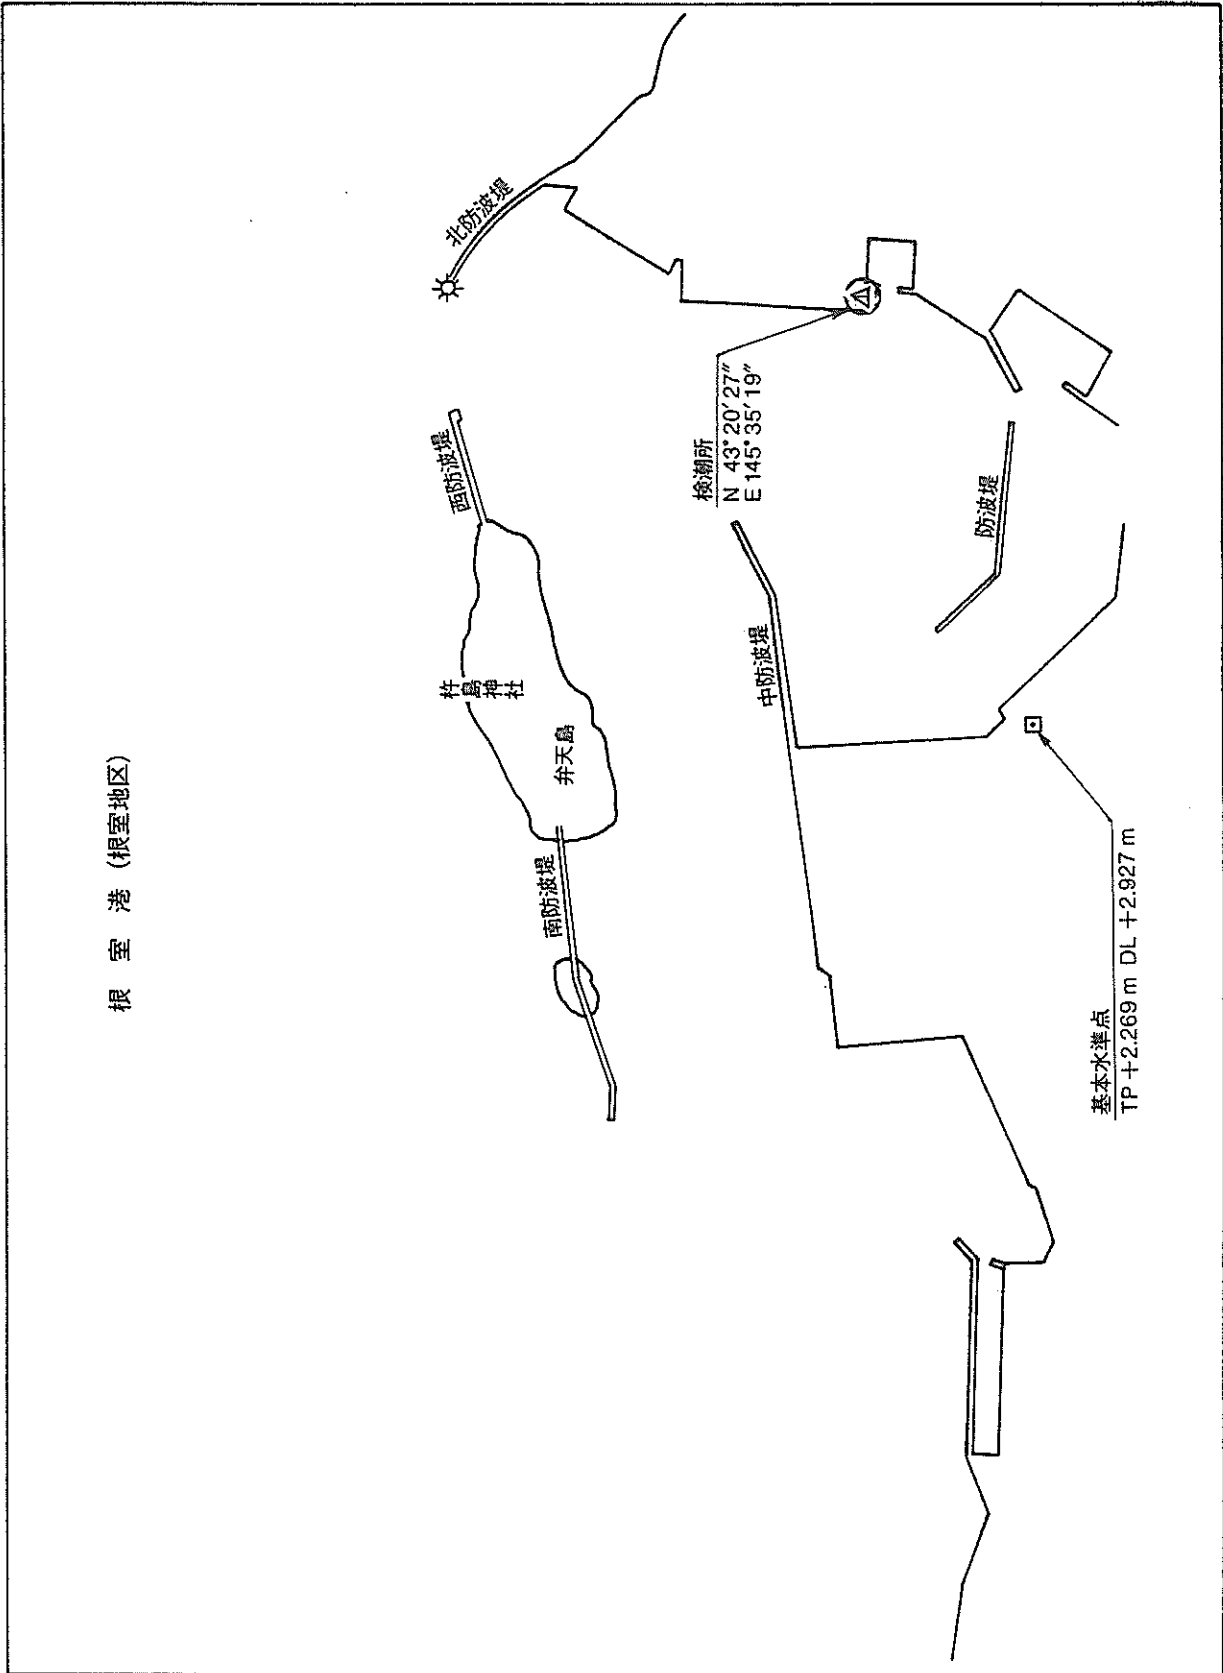 根室港(根室地区)
北防波堤
西防波堤
杵島神社
弁天島
南防波堤
検潮所
N 43°20′27″
E 145°35′19″
中防波堤
防波堤
基本水準点
TP +2.269 m DL +2.927 m